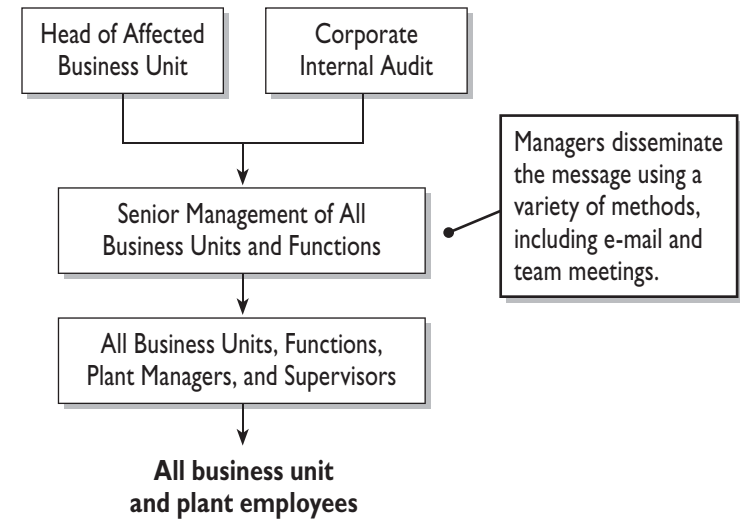 Head of Affected
Business Unit
Corporate
Internal Audit
Managers disseminate
the message using a
variety of methods,
including e-mail and
team meetings.
Senior Management of All
Business Units and Functions
All Business Units, Functions,
Plant Managers, and Supervisors
All business unit
and plant employees